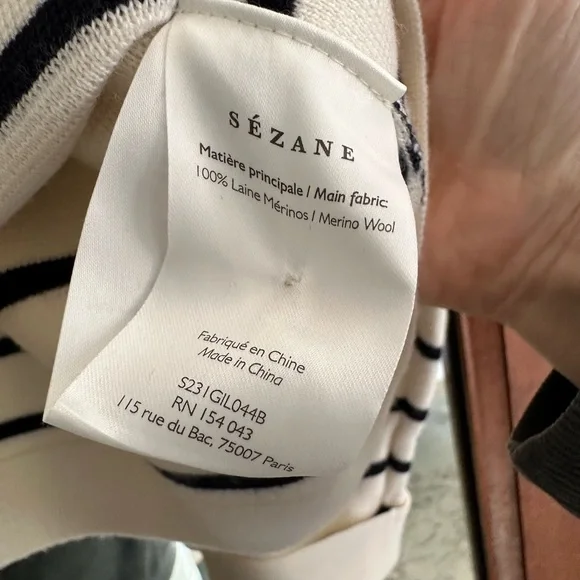 SÉZANE
Matière principale / Main fabric:
100% Laine Mérinos / Merino Wool
Fabriqué en Chine
Made in China
S231GIL044B
RN 154 043
115 rue du Bac, 75007 Paris